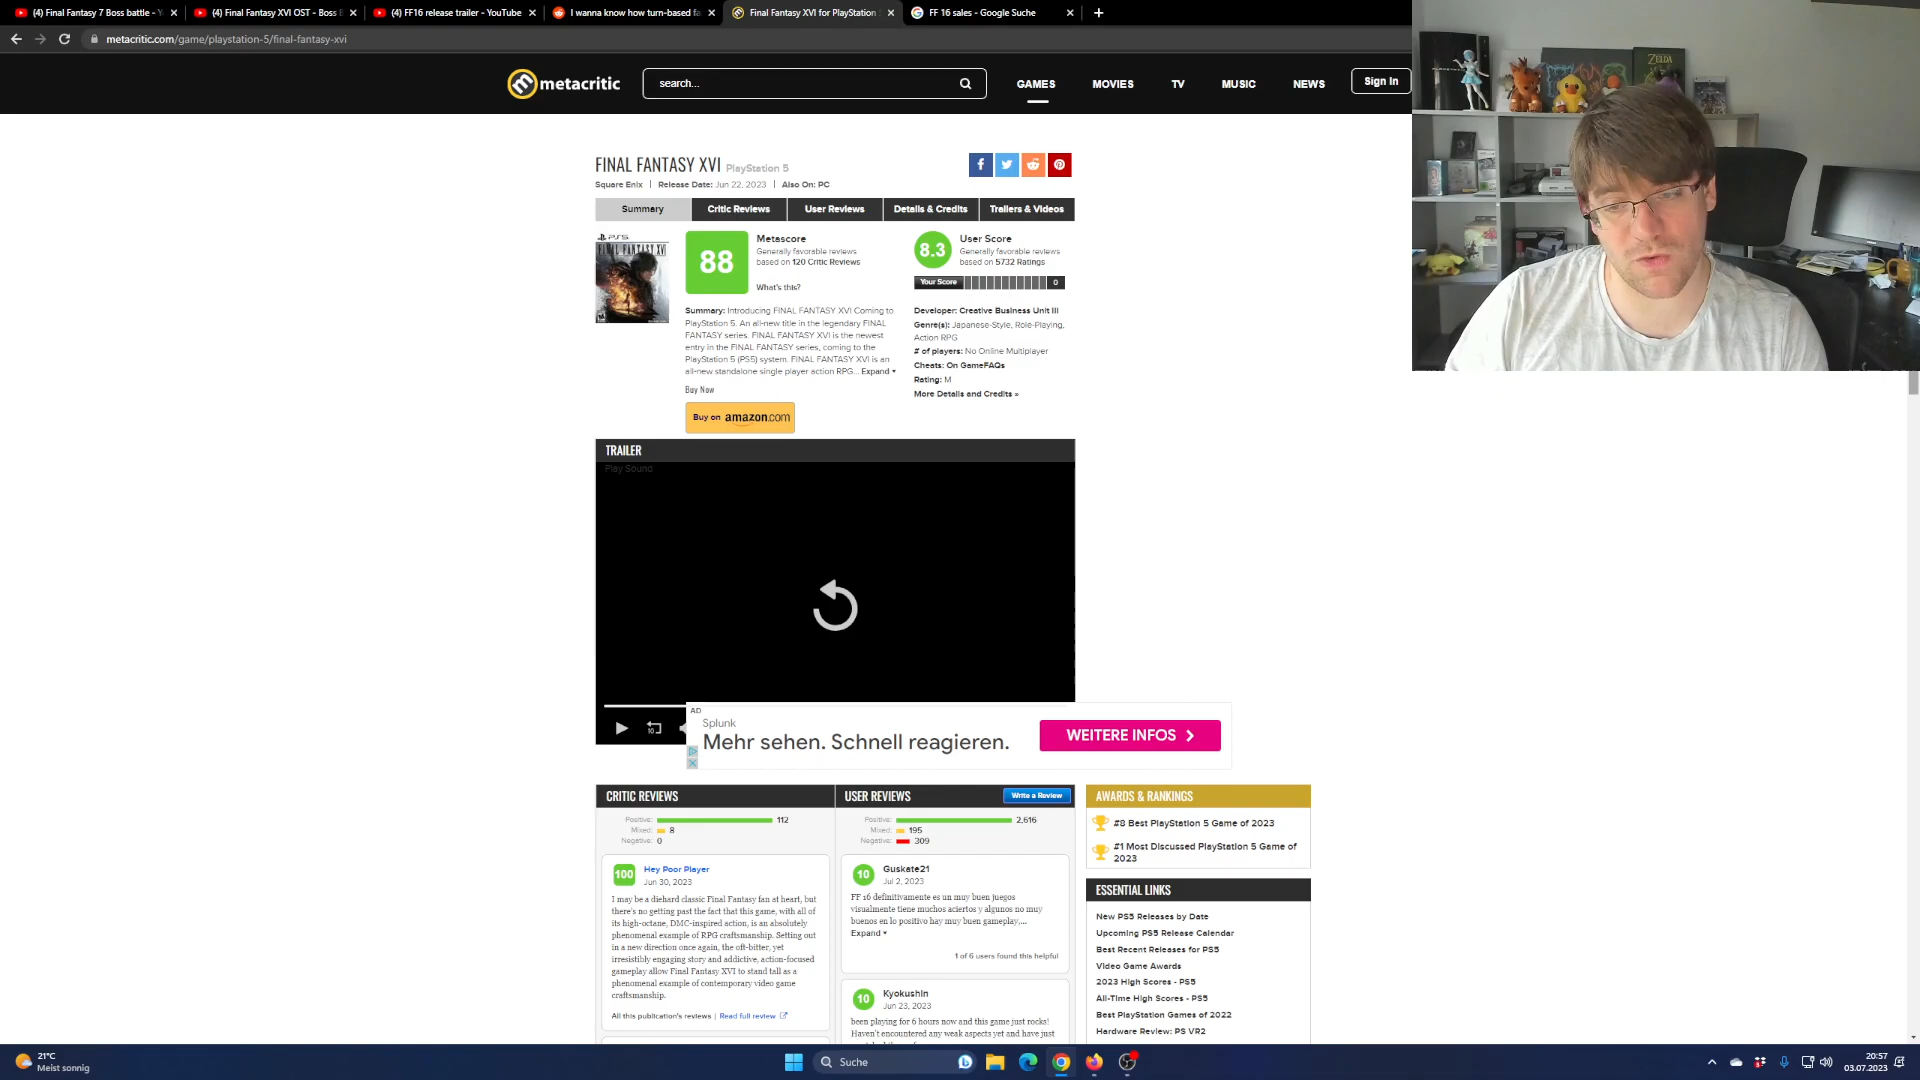 (4) Final Fantasy 7 Boss battle - Y
(4) Final Fantasy XVI OST - Boss B
(4) FF16 release trailer - YouTube
I wanna know how turn-based fa
Final Fantasy XVI for PlayStation
FF 16 sales - Google Suche
metacritic.com/game/playstation-5/final-fantasy-xvi
metacritic
search...
GAMES
MOVIES
TV
MUSIC
NEWS
Sign In
ZELDA
FINAL FANTASY XVI PlayStation 5
Square Enix | Release Date: Jun 22, 2023 | Also On: PC
Summary
Critic Reviews
User Reviews
Details & Credits
Trailers & Videos
PS5
FINAL FANTASY XVI
88
Metascore
Generally favorable reviews
based on 120 Critic Reviews
What's this?
8.3
User Score
Generally favorable reviews
based on 5732 Ratings
Your Score
0
Summary: Introducing FINAL FANTASY XVI Coming to
PlayStation 5. An all-new title in the legendary FINAL
FANTASY series. FINAL FANTASY XVI is the newest
entry in the FINAL FANTASY series, coming to the
PlayStation 5 (PS5) system. FINAL FANTASY XVI is an
all-new standalone single player action RPG... Expand
Buy Now
Buy on amazon.com
Developer: Creative Business Unit III
Genre(s): Japanese-Style, Role-Playing,
Action RPG
# of players: No Online Multiplayer
Cheats: On GameFAQs
Rating: M
More Details and Credits »
TRAILER
Play Sound
10
AD
Splunk
Mehr sehen. Schnell reagieren.
WEITERE INFOS
CRITIC REVIEWS
Positive: 112
Mixed: 8
Negative: 0
100
Hey Poor Player
Jun 30, 2023
I may be a diehard classic Final Fantasy fan at heart, but
there's no getting past the fact that this game, with all of
its high-octane, DMC-inspired action, is an absolutely
phenomenal example of RPG craftsmanship. Setting out
in a new direction once again, the oft-bitter, yet
irresistibly engaging story and addictive, action-focused
gameplay allow Final Fantasy XVI to stand tall as a
phenomenal example of contemporary video game
craftsmanship.
All this publication's reviews | Read full review
USER REVIEWS
Write a Review
Positive: 2,616
Mixed: 195
Negative: 309
10
Guskate21
Jul 2, 2023
FF 16 definitivamente es un muy buen juegos
visualmente tiene muchos aciertos y algunos no muy
buenos en lo positivo hay muy buen gameplay,...
Expand
1 of 6 users found this helpful
10
Kyokushin
Jun 23, 2023
been playing for 6 hours now and this game just rocks!
Haven't encountered any weak aspects yet and have just
AWARDS & RANKINGS
#8 Best PlayStation 5 Game of 2023
#1 Most Discussed PlayStation 5 Game of
2023
ESSENTIAL LINKS
New PS5 Releases by Date
Upcoming PS5 Release Calendar
Best Recent Releases for PS5
Video Game Awards
2023 High Scores - PS5
All-Time High Scores - PS5
Best PlayStation Games of 2022
Hardware Review: PS VR2
21°C
Meist sonnig
Suche
20:57
03.07.2023